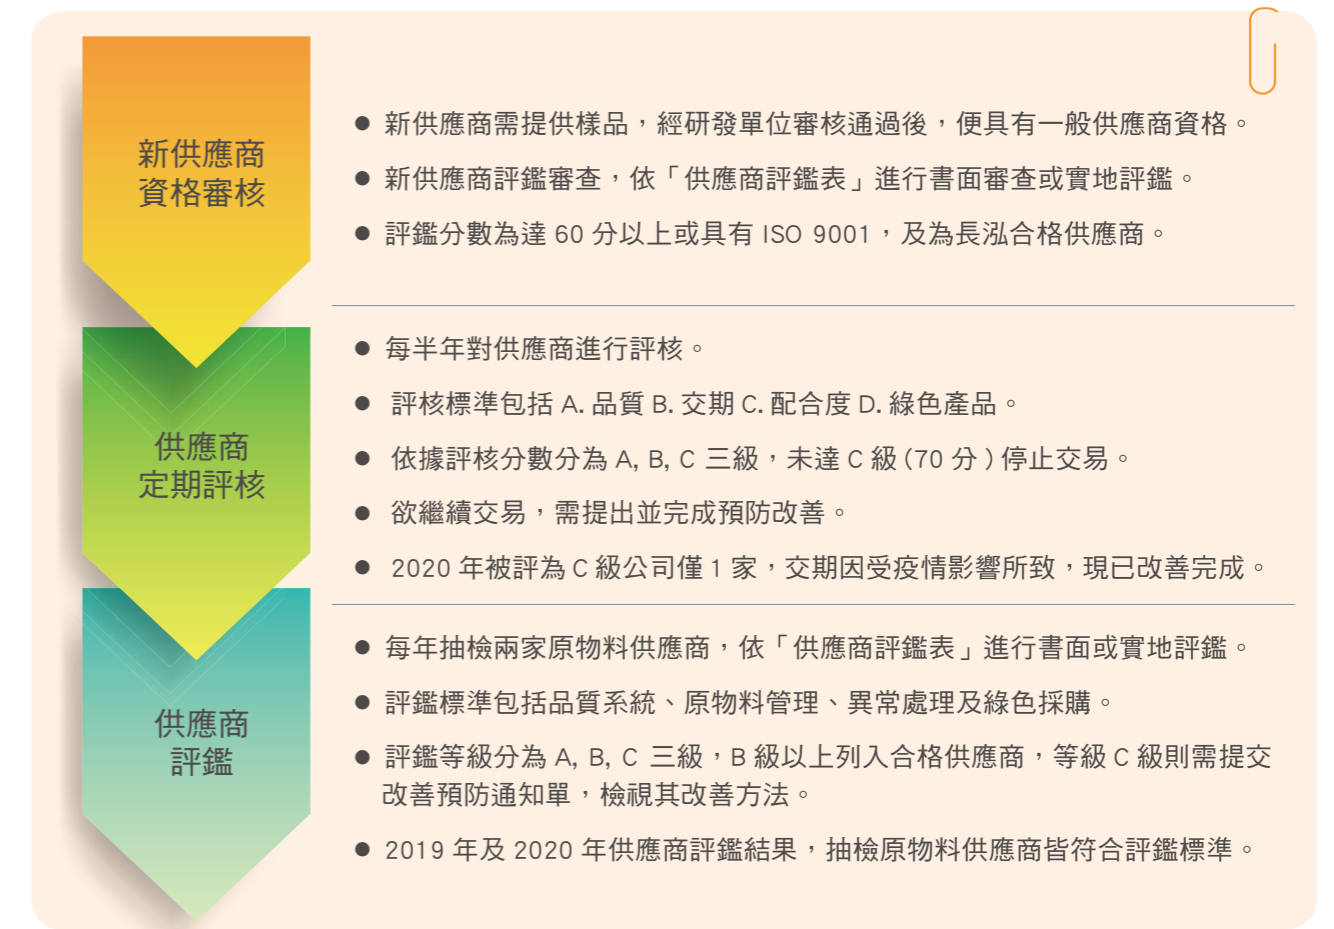 新供應商
資格審核
● 新供應商需提供樣品，經研發單位審核通過後，便具有一般供應商資格。
● 新供應商評鑑審查，依「供應商評鑑表」進行書面審查或實地評鑑。
● 評鑑分數為達 60 分以上或具有 ISO 9001，及為長泓合格供應商。
供應商
定期評核
● 每半年對供應商進行評核。
● 評核標準包括 A. 品質 B. 交期 C. 配合度 D. 綠色產品。
● 依據評核分數分為 A, B, C 三級，未達 C 級 (70 分 ) 停止交易。
● 欲繼續交易，需提出並完成預防改善。
● 2020 年被評為 C 級公司僅 1 家，交期因受疫情影響所致，現已改善完成。
供應商
評鑑
● 每年抽檢兩家原物料供應商，依「供應商評鑑表」進行書面或實地評鑑。
● 評鑑標準包括品質系統、原物料管理、異常處理及綠色採購。
● 評鑑等級分為 A, B, C 三級，B 級以上列入合格供應商，等級 C 級則需提交
改善預防通知單，檢視其改善方法。
● 2019 年及 2020 年供應商評鑑結果，抽檢原物料供應商皆符合評鑑標準。